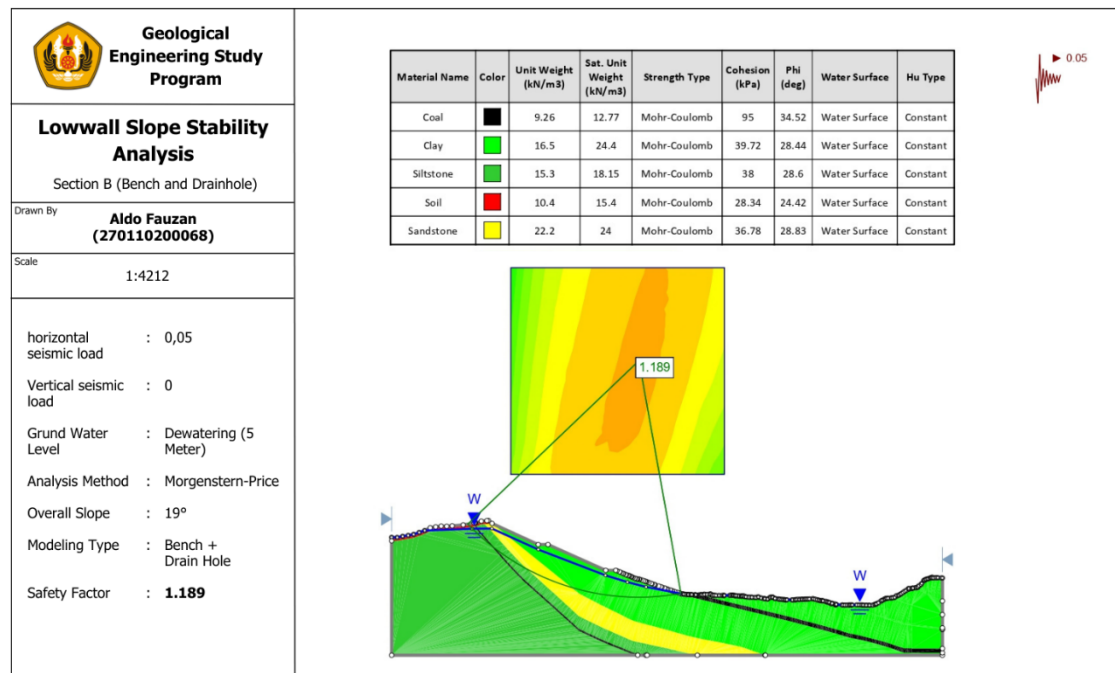 Geological
Engineering Study
Program
Lowwall Slope Stability
Analysis
Section B (Bench and Drainhole)
Drawn By
Aldo Fauzan
(270110200068)
Scale
1:4212
horizontal seismic load : 0,05
Vertical seismic load : 0
Grund Water Level : Dewatering (5 Meter)
Analysis Method : Morgenstern-Price
Overall Slope : 19°
Modeling Type : Bench + Drain Hole
Safety Factor : 1.189
Material Name Color Unit Weight (kN/m3) Sat. Unit Weight (kN/m3) Strength Type Cohesion (kPa) Phi (deg) Water Surface Hu Type
Coal 9.26 12.77 Mohr-Coulomb 95 34.52 Water Surface Constant
Clay 16.5 24.4 Mohr-Coulomb 39.72 28.44 Water Surface Constant
Siltstone 15.3 18.15 Mohr-Coulomb 38 28.6 Water Surface Constant
Soil 10.4 15.4 Mohr-Coulomb 28.34 24.42 Water Surface Constant
Sandstone 22.2 24 Mohr-Coulomb 36.78 28.83 Water Surface Constant
0.05
1.189
W
W